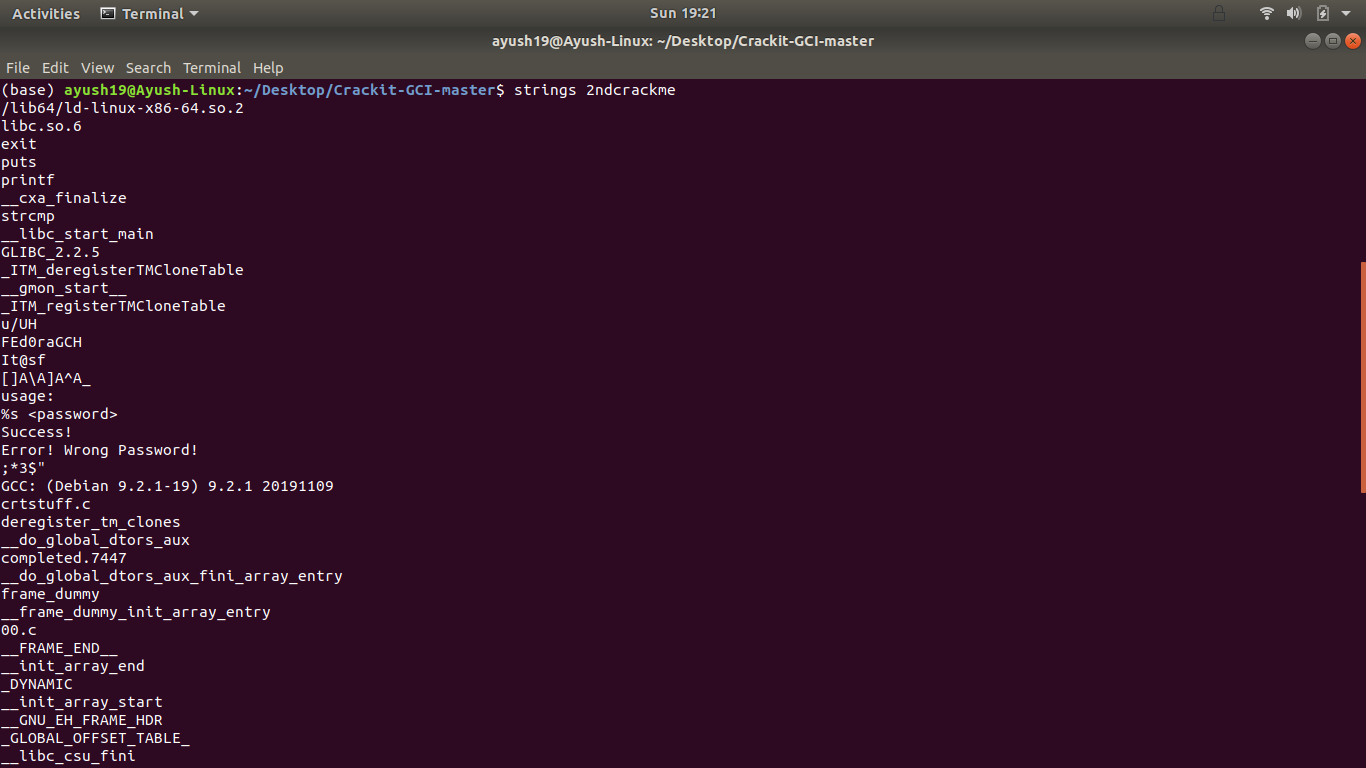 Activities Terminal Sun 19:21
ayush19@Ayush-Linux: ~/Desktop/Crackit-GCI-master
File Edit View Search Terminal Help
(base) ayush19@Ayush-Linux:~/Desktop/Crackit-GCI-master$ strings 2ndcrackme
/lib64/ld-linux-x86-64.so.2
libc.so.6
exit
puts
printf
__cxa_finalize
strcmp
__libc_start_main
GLIBC_2.2.5
_ITM_deregisterTMCloneTable
__gmon_start__
_ITM_registerTMCloneTable
u/UH
FEd0raGCH
It@sf
[]A\A]A^A_
usage:
%s <password>
Success!
Error! Wrong Password!
;*3$"
GCC: (Debian 9.2.1-19) 9.2.1 20191109
crtstuff.c
deregister_tm_clones
__do_global_dtors_aux
completed.7447
__do_global_dtors_aux_fini_array_entry
frame_dummy
__frame_dummy_init_array_entry
00.c
__FRAME_END__
__init_array_end
_DYNAMIC
__init_array_start
__GNU_EH_FRAME_HDR
_GLOBAL_OFFSET_TABLE_
__libc_csu_fini